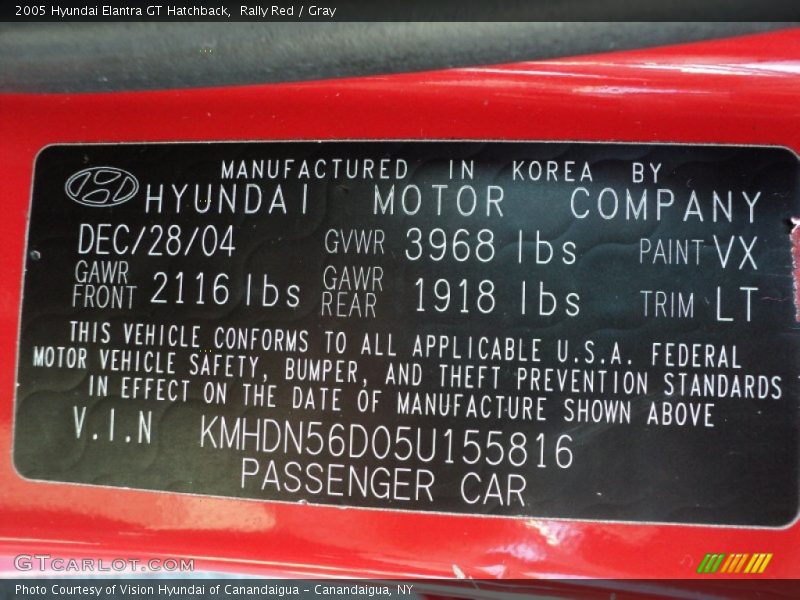 2005 Hyundai Elantra GT Hatchback,  Rally Red / Gray
MANUFACTURED IN KOREA BY
HYUNDAI MOTOR COMPANY
DEC/28/04 GVWR 3968 lbs PAINT VX
GAWR FRONT 2116 lbs GAWR REAR 1918 lbs TRIM LT
THIS VEHICLE CONFORMS TO ALL APPLICABLE U.S.A. FEDERAL
MOTOR VEHICLE SAFETY, BUMPER, AND THEFT PREVENTION STANDARDS
IN EFFECT ON THE DATE OF MANUFACTURE SHOWN ABOVE
V.I.N KMHDN56D05U155816
PASSENGER CAR
GTCARLOT.COM
Photo Courtesy of Vision Hyundai of Canandaigua - Canandaigua, NY